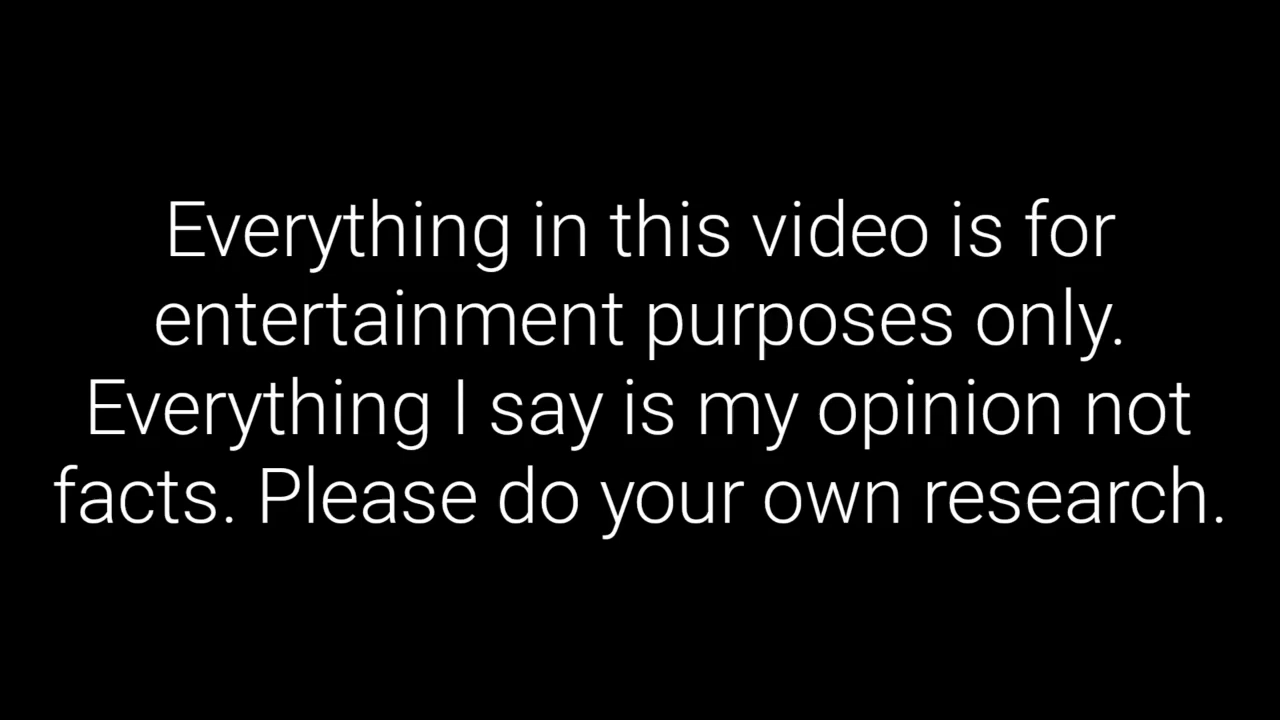 Everything in this video is for
entertainment purposes only.
Everything I say is my opinion not
facts. Please do your own research.